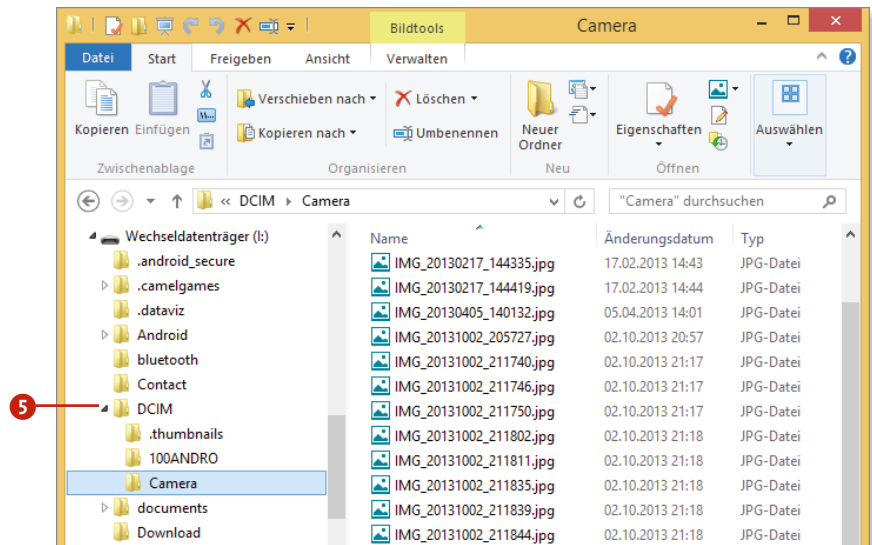 Bildtools
Camera
Datei Start Freigeben Ansicht Verwalten
Kopieren Einfügen
Verschieben nach
Kopieren nach
Löschen
Umbenennen
Neuer
Ordner
Eigenschaften
Auswählen
Zwischenablage Organisieren Neu Öffnen
« DCIM Camera
"Camera" durchsuchen
Wechseldatenträger (I:)
.android_secure
.camelgames
.dataviz
Android
bluetooth
Contact
5
DCIM
.thumbnails
100ANDRO
Camera
documents
Download
Name Änderungsdatum Typ
IMG_20130217_144335.jpg 17.02.2013 14:43 JPG-Datei
IMG_20130217_144419.jpg 17.02.2013 14:44 JPG-Datei
IMG_20130405_140132.jpg 05.04.2013 14:01 JPG-Datei
IMG_20131002_205727.jpg 02.10.2013 20:57 JPG-Datei
IMG_20131002_211740.jpg 02.10.2013 21:17 JPG-Datei
IMG_20131002_211746.jpg 02.10.2013 21:17 JPG-Datei
IMG_20131002_211750.jpg 02.10.2013 21:17 JPG-Datei
IMG_20131002_211802.jpg 02.10.2013 21:18 JPG-Datei
IMG_20131002_211811.jpg 02.10.2013 21:18 JPG-Datei
IMG_20131002_211835.jpg 02.10.2013 21:18 JPG-Datei
IMG_20131002_211839.jpg 02.10.2013 21:18 JPG-Datei
IMG_20131002_211844.jpg 02.10.2013 21:18 JPG-Datei